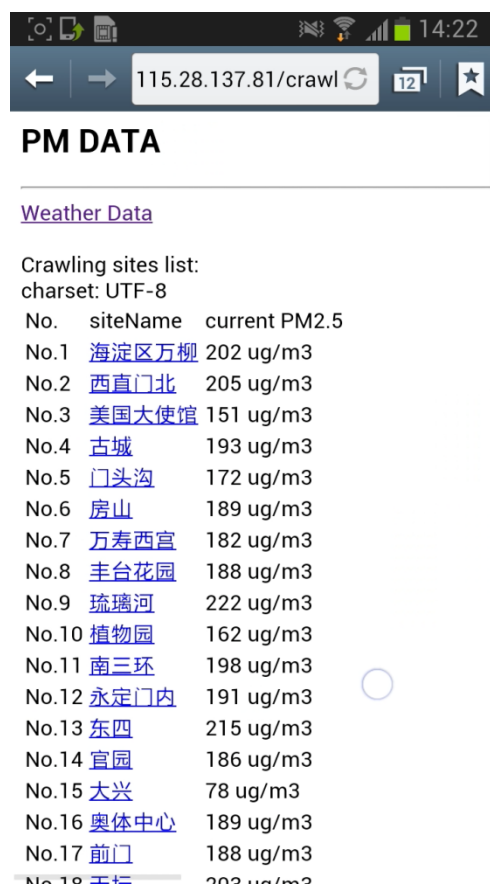 14:22
115.28.137.81/crawl
12
PM DATA
Weather Data
Crawling sites list:
charset: UTF-8
No. siteName current PM2.5
No.1 海淀区万柳 202 ug/m3
No.2 西直门北 205 ug/m3
No.3 美国大使馆 151 ug/m3
No.4 古城 193 ug/m3
No.5 门头沟 172 ug/m3
No.6 房山 189 ug/m3
No.7 万寿西宫 182 ug/m3
No.8 丰台花园 188 ug/m3
No.9 琉璃河 222 ug/m3
No.10 植物园 162 ug/m3
No.11 南三环 198 ug/m3
No.12 永定门内 191 ug/m3
No.13 东四 215 ug/m3
No.14 官园 186 ug/m3
No.15 大兴 78 ug/m3
No.16 奥体中心 189 ug/m3
No.17 前门 188 ug/m3
No.18 天坛 203 ug/m3